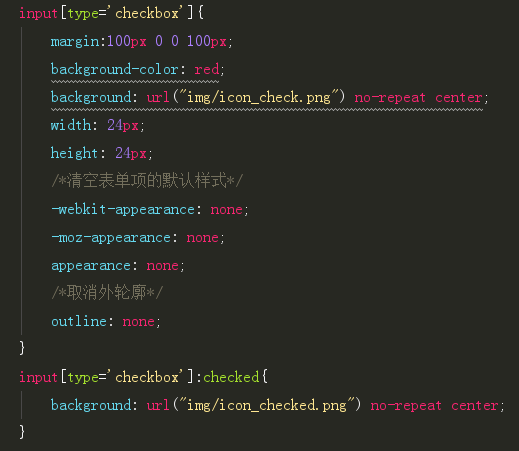 input[type='checkbox']{
margin:100px 0 0 100px;
background-color: red;
background: url("img/icon_check.png") no-repeat center;
width: 24px;
height: 24px;
/*清空表单项的默认样式*/
-webkit-appearance: none;
-moz-appearance: none;
appearance: none;
/*取消外轮廓*/
outline: none;
}
input[type='checkbox']:checked{
background: url("img/icon_checked.png") no-repeat center;
}